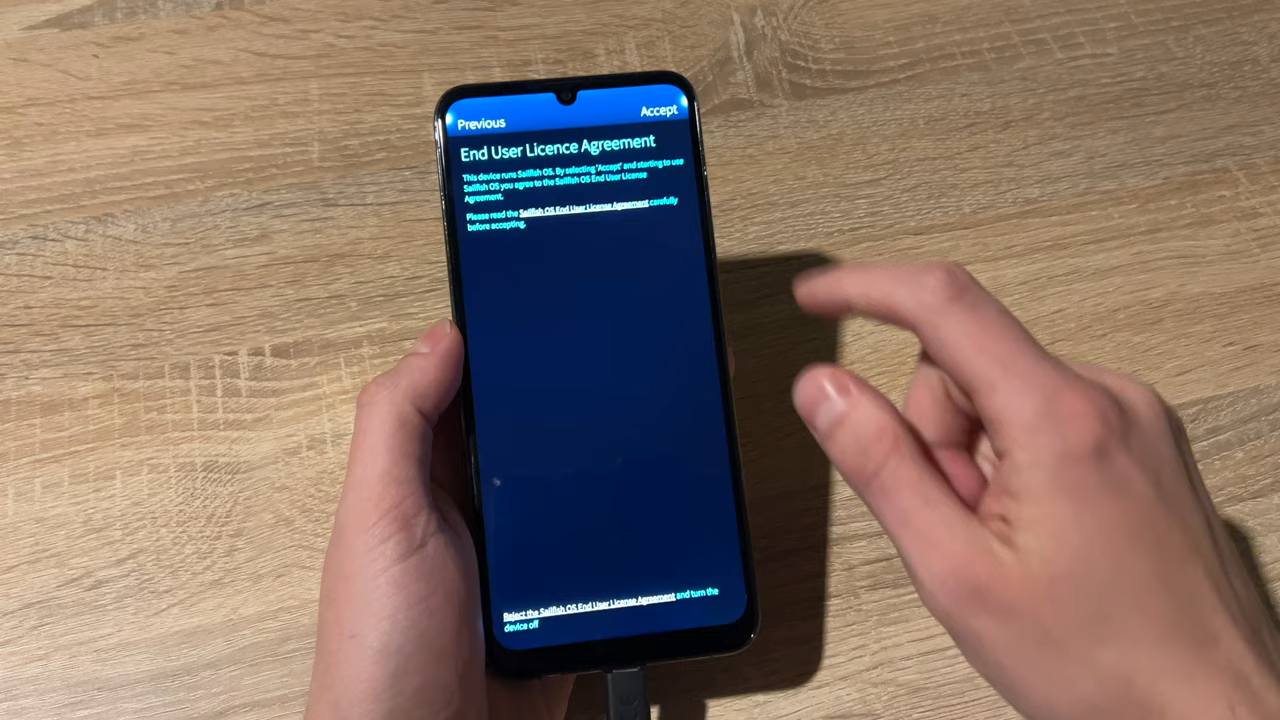 Previous
Accept
End User Licence Agreement
This device runs Sailfish OS. By selecting 'Accept' and starting to use
Sailfish OS you agree to the Sailfish OS End User License
Agreement.
Please read the Sailfish OS End User License Agreement carefully
before accepting.
Reject the Sailfish OS End User License Agreement and turn the
device off